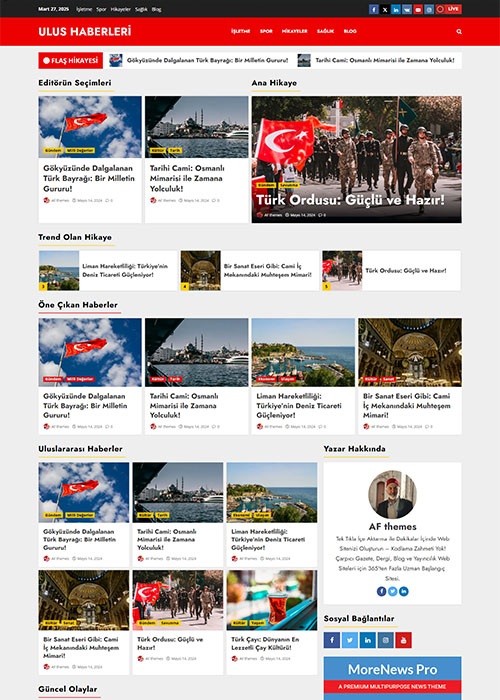 Mart 27, 2025 İşletme Spor Hikayeler Sağlık Blog LIVE
ULUS HABERLERİ
İŞLETME SPOR HİKAYELER SAĞLIK BLOG
FLAŞ HİKAYESİ
Gökyüzünde Dalgalanan Türk Bayrağı: Bir Milletin Gururu!
Tarihi Cami: Osmanlı Mimarisi ile Zamana Yolculuk!
Editörün Seçimleri
Gündem Milli Değerler
Gökyüzünde Dalgalanan
Türk Bayrağı: Bir Milletin
Gururu!
AF themes Mayıs 14, 2024 0
Kültür Tarih
Tarihi Cami: Osmanlı
Mimarisi ile Zamana
Yolculuk!
AF themes Mayıs 14, 2024 0
Ana Hikaye
Gündem Savunma
Türk Ordusu: Güçlü ve Hazır!
AF themes Mayıs 14, 2024 0
Trend Olan Hikaye
3
Liman Hareketliliği: Türkiye'nin
Deniz Ticareti Güçleniyor!
4
Bir Sanat Eseri Gibi: Cami İç
Mekanındaki Muhteşem Mimari!
5
Türk Ordusu: Güçlü ve Hazır!
Öne Çıkan Haberler
Gündem Milli Değerler
Gökyüzünde Dalgalanan
Türk Bayrağı: Bir Milletin
Gururu!
AF themes Mayıs 14, 2024 0
Kültür Tarih
Tarihi Cami: Osmanlı
Mimarisi ile Zamana
Yolculuk!
AF themes Mayıs 14, 2024 0
Ekonomi Ulaşım
Liman Hareketliliği:
Türkiye'nin Deniz Ticareti
Güçleniyor!
AF themes Mayıs 14, 2024 0
Kültür Sanat
Bir Sanat Eseri Gibi: Cami
İç Mekanındaki Muhteşem
Mimari!
AF themes Mayıs 14, 2024 0
Uluslararası Haberler
Gündem Milli Değerler
Gökyüzünde Dalgalanan
Türk Bayrağı: Bir Milletin
Gururu!
AF themes Mayıs 14, 2024
Kültür Tarih
Tarihi Cami: Osmanlı
Mimarisi ile Zamana
Yolculuk!
AF themes Mayıs 14, 2024
Ekonomi Ulaşım
Liman Hareketliliği:
Türkiye'nin Deniz Ticareti
Güçleniyor!
AF themes Mayıs 14, 2024
Kültür Sanat
Bir Sanat Eseri Gibi: Cami
İç Mekanındaki Muhteşem
Mimari!
AF themes Mayıs 14, 2024
Gündem Savunma
Türk Ordusu: Güçlü ve
Hazır!
AF themes Mayıs 14, 2024
Kültür Yaşam
Türk Çayı: Dünyanın En
Lezzetli Çay Kültürü!
AF themes Mayıs 14, 2024
Güncel Olaylar
Yazar Hakkında
AF themes
Tek Tıkla İçe Aktarma ile Dakikalar İçinde Web
Sitenizi Oluşturun – Kodlama Zahmeti Yok!
Çarpıcı Gazete, Dergi, Blog ve Yayıncılık Web
Siteleri için 365'ten Fazla Uzman Başlangıç
Sitesi.
Sosyal Bağlantılar
MoreNews Pro
A PREMIUM MULTIPURPOSE NEWS THEME